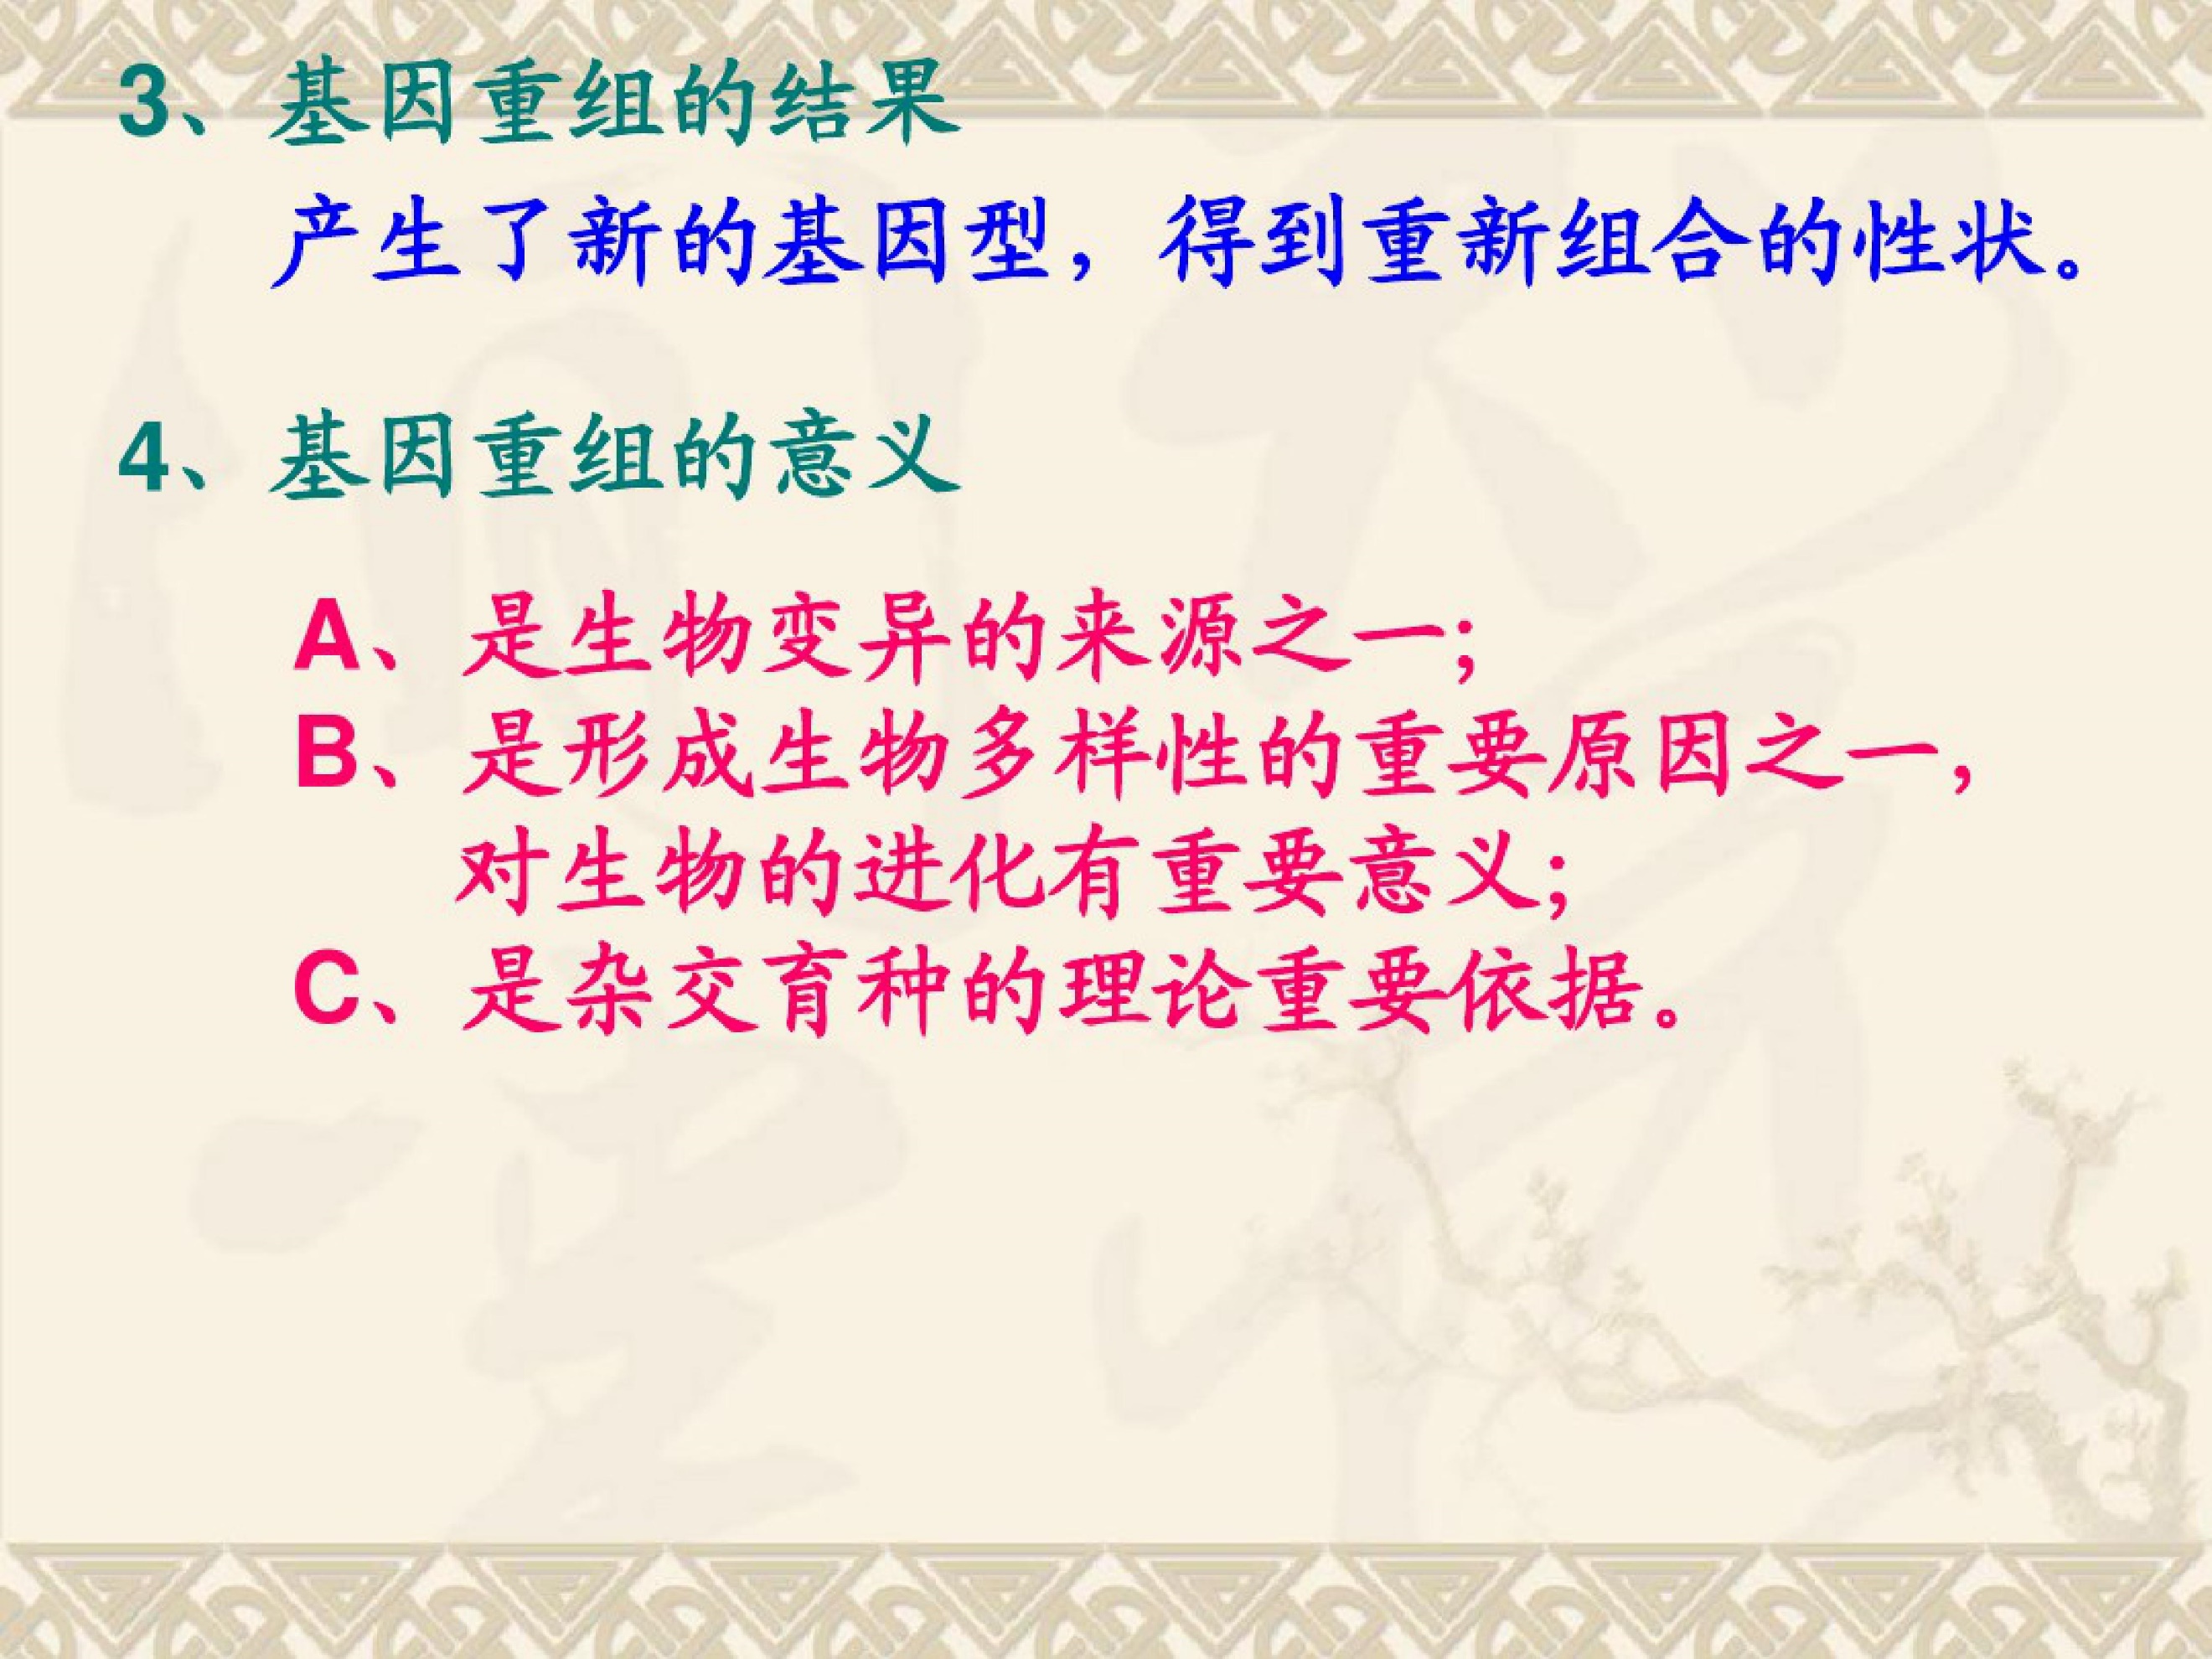 3、基因重组的结果
产生了新的基因型，得到重新组合的性状。
4、基因重组的意义
A、是生物变异的来源之一；
B、是形成生物多样性的重要原因之一，
对生物的进化有重要意义；
C、是杂交育种的理论重要依据。